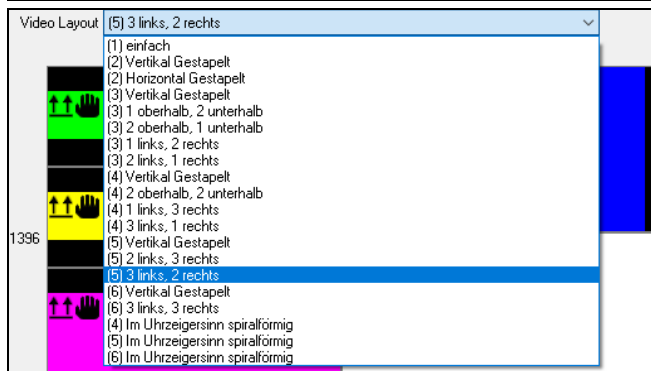 Video Layout (5) 3 links, 2 rechts
(1) einfach
(2) Vertikal Gestapelt
(2) Horizontal Gestapelt
(3) Vertikal Gestapelt
(3) 1 oberhalb, 2 unterhalb
(3) 2 oberhalb, 1 unterhalb
(3) 1 links, 2 rechts
(3) 2 links, 1 rechts
(4) Vertikal Gestapelt
(4) 2 oberhalb, 2 unterhalb
(4) 1 links, 3 rechts
(4) 3 links, 1 rechts
1396
(5) Vertikal Gestapelt
(5) 2 links, 3 rechts
(5) 3 links, 2 rechts
(6) Vertikal Gestapelt
(6) 3 links, 3 rechts
(4) Im Uhrzeigersinn spiralförmig
(5) Im Uhrzeigersinn spiralförmig
(6) Im Uhrzeigersinn spiralförmig